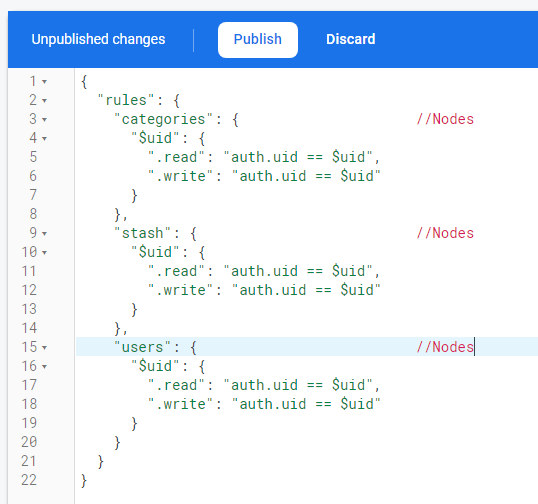 Unpublished changes Publish Discard
1 {
2 "rules": {
3 "categories": { //Nodes
4 "$uid": {
5 ".read": "auth.uid == $uid",
6 ".write": "auth.uid == $uid"
7 }
8 },
9 "stash": { //Nodes
10 "$uid": {
11 ".read": "auth.uid == $uid",
12 ".write": "auth.uid == $uid"
13 }
14 },
15 "users": { //Nodes
16 "$uid": {
17 ".read": "auth.uid == $uid",
18 ".write": "auth.uid == $uid"
19 }
20 }
21 }
22 }